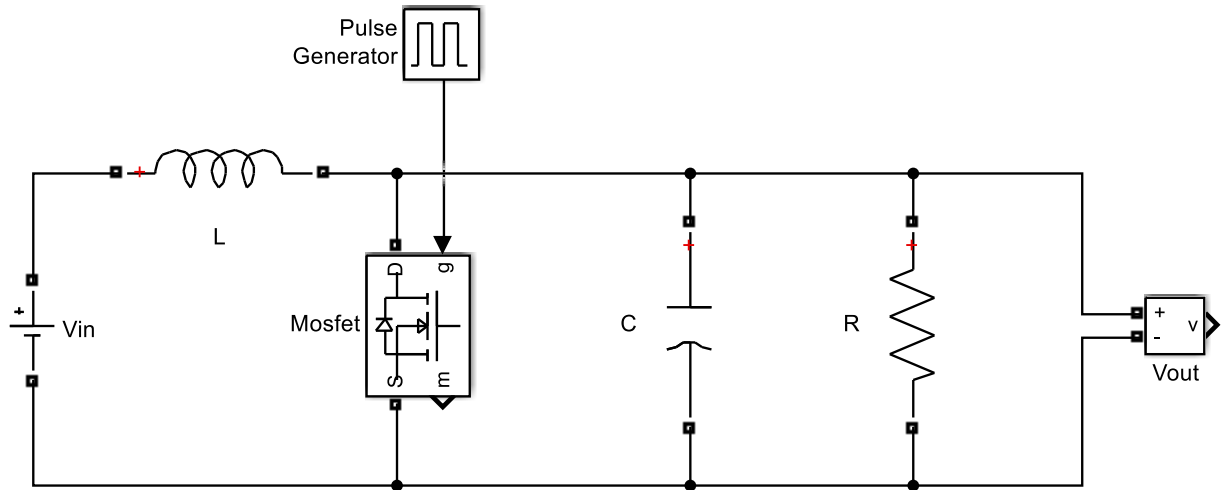 Pulse
Generator
+
L
D
g
+
+
+
Vin
Mosfet
S
m
C
R
+
-
v
Vout